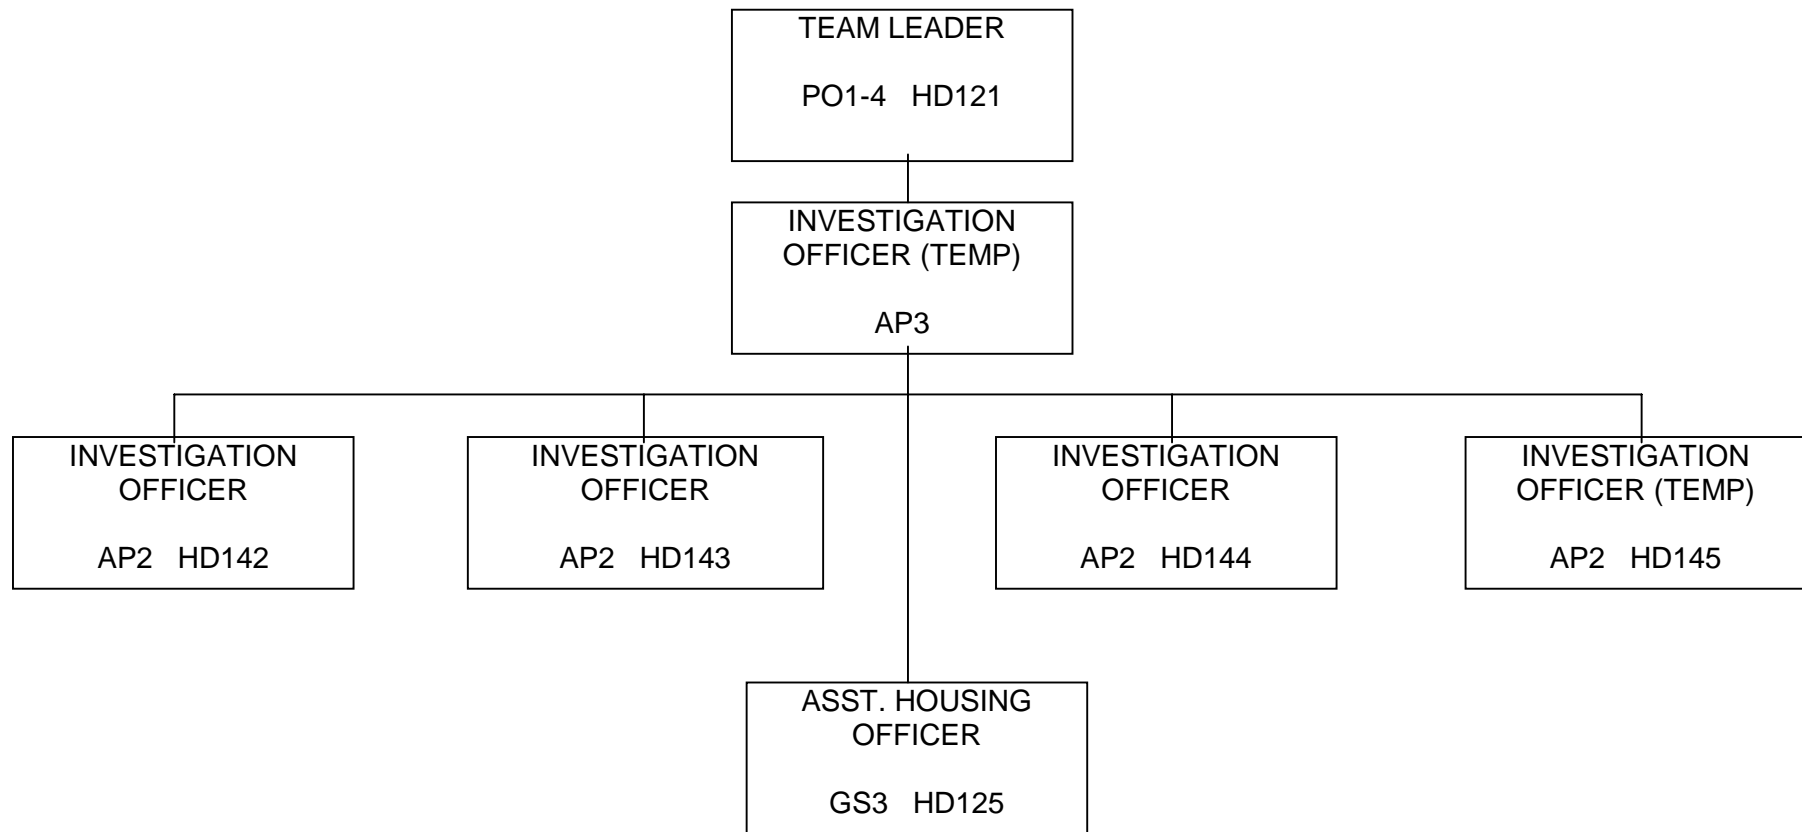 TEAM LEADER
PO1-4 HD121
INVESTIGATION
OFFICER (TEMP)
AP3
INVESTIGATION
OFFICER
AP2 HD142
INVESTIGATION
OFFICER
AP2 HD143
INVESTIGATION
OFFICER
AP2 HD144
INVESTIGATION
OFFICER (TEMP)
AP2 HD145
ASST. HOUSING
OFFICER
GS3 HD125